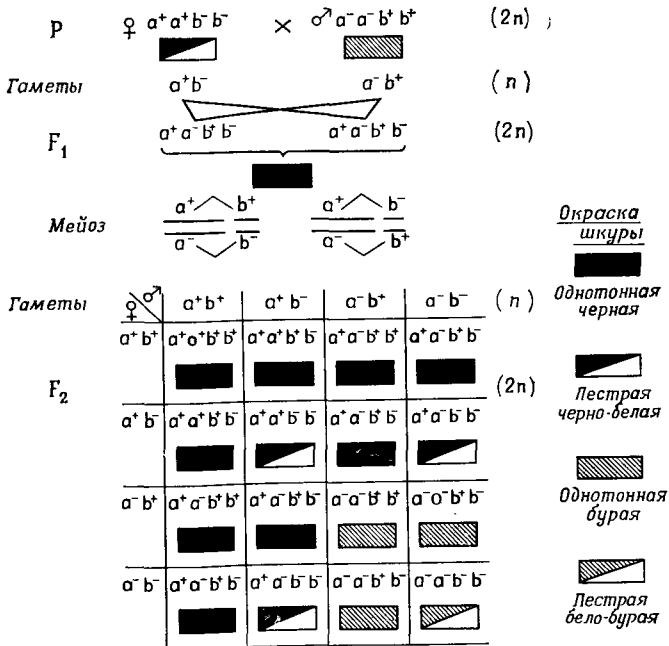 P ♀ a⁺a⁺b⁻b⁻ × ♂ a⁻a⁻b⁺b⁺ (2n) ;
Гаметы a⁺b⁻ a⁻b⁺ (n)
F₁ a⁺a⁻b⁺b⁻ a⁺a⁻b⁺b⁻ (2n)
Мейоз a⁺ b⁺ a⁺ b⁻
a⁻ b⁻ a⁻ b⁺
Гаметы ♀ ♂ a⁺b⁺ a⁺b⁻ a⁻b⁺ a⁻b⁻ (n)
a⁺b⁺ a⁺a⁺b⁺b⁺ a⁺a⁺b⁺b⁻ a⁺a⁻b⁺b⁺ a⁺a⁻b⁺b⁻
F₂ (2n)
a⁺b⁻ a⁺a⁺b⁺b⁻ a⁺a⁺b⁻b⁻ a⁺a⁻b⁺b⁻ a⁺a⁻b⁻b⁻
a⁻b⁺ a⁺a⁻b⁺b⁺ a⁺a⁻b⁺b⁻ a⁻a⁻b⁺b⁺ a⁻a⁻b⁺b⁻
a⁻b⁻ a⁺a⁻b⁺b⁻ a⁺a⁻b⁻b⁻ a⁻a⁻b⁺b⁻ a⁻a⁻b⁻b⁻
Окраска
шкуры
Однотонная
черная
Пестрая
черно-белая
Однотонная
бурая
Пестрая
бело-бурая